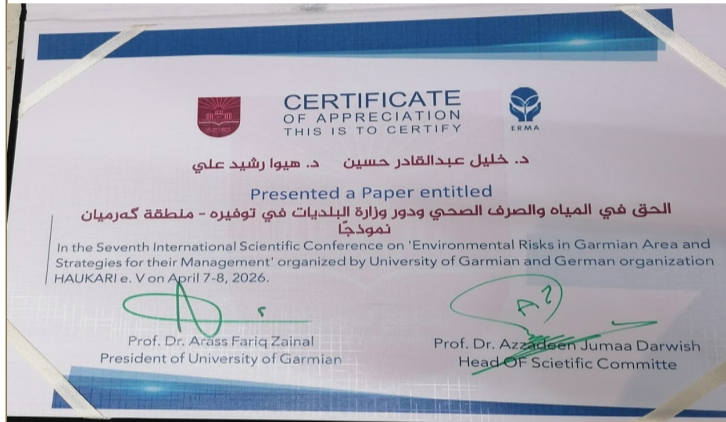 CERTIFICATE
OF APPRECIATION
THIS IS TO CERTIFY
ERMA
د. خليل عبدالقادر حسين    د. هيوا رشيد علي
Presented a Paper entitled
الحق في المياه والصرف الصحي ودور وزارة البلديات في توفيره - منطقة گەرميان
نموذجًا
In the Seventh International Scientific Conference on 'Environmental Risks in Garmian Area and
Strategies for their Management' organized by University of Garmian and German organization
HAUKARI e. V on April 7-8, 2026.
Prof. Dr. Arass Fariq Zainal
President of University of Garmian
Prof. Dr. Azzadeen Jumaa Darwish
Head OF Scietific Committe